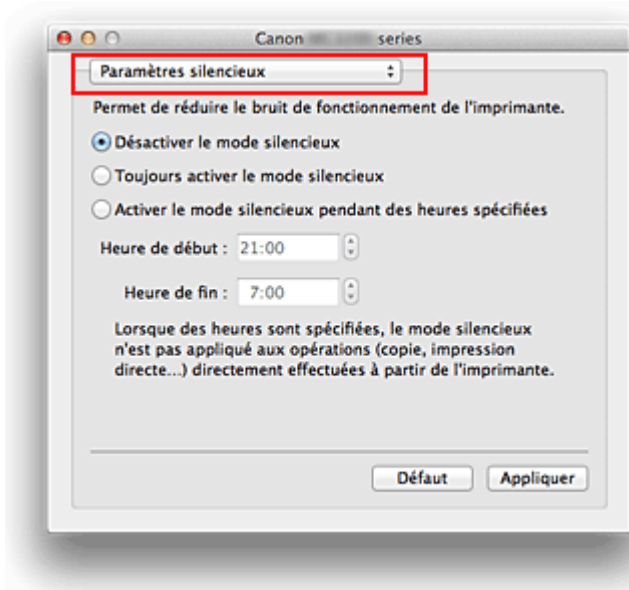 Canon series
Paramètres silencieux
Permet de réduire le bruit de fonctionnement de l'imprimante.
Désactiver le mode silencieux
Toujours activer le mode silencieux
Activer le mode silencieux pendant des heures spécifiées
Heure de début : 21:00
Heure de fin : 7:00
Lorsque des heures sont spécifiées, le mode silencieux
n'est pas appliqué aux opérations (copie, impression
directe...) directement effectuées à partir de l'imprimante.
Défaut Appliquer